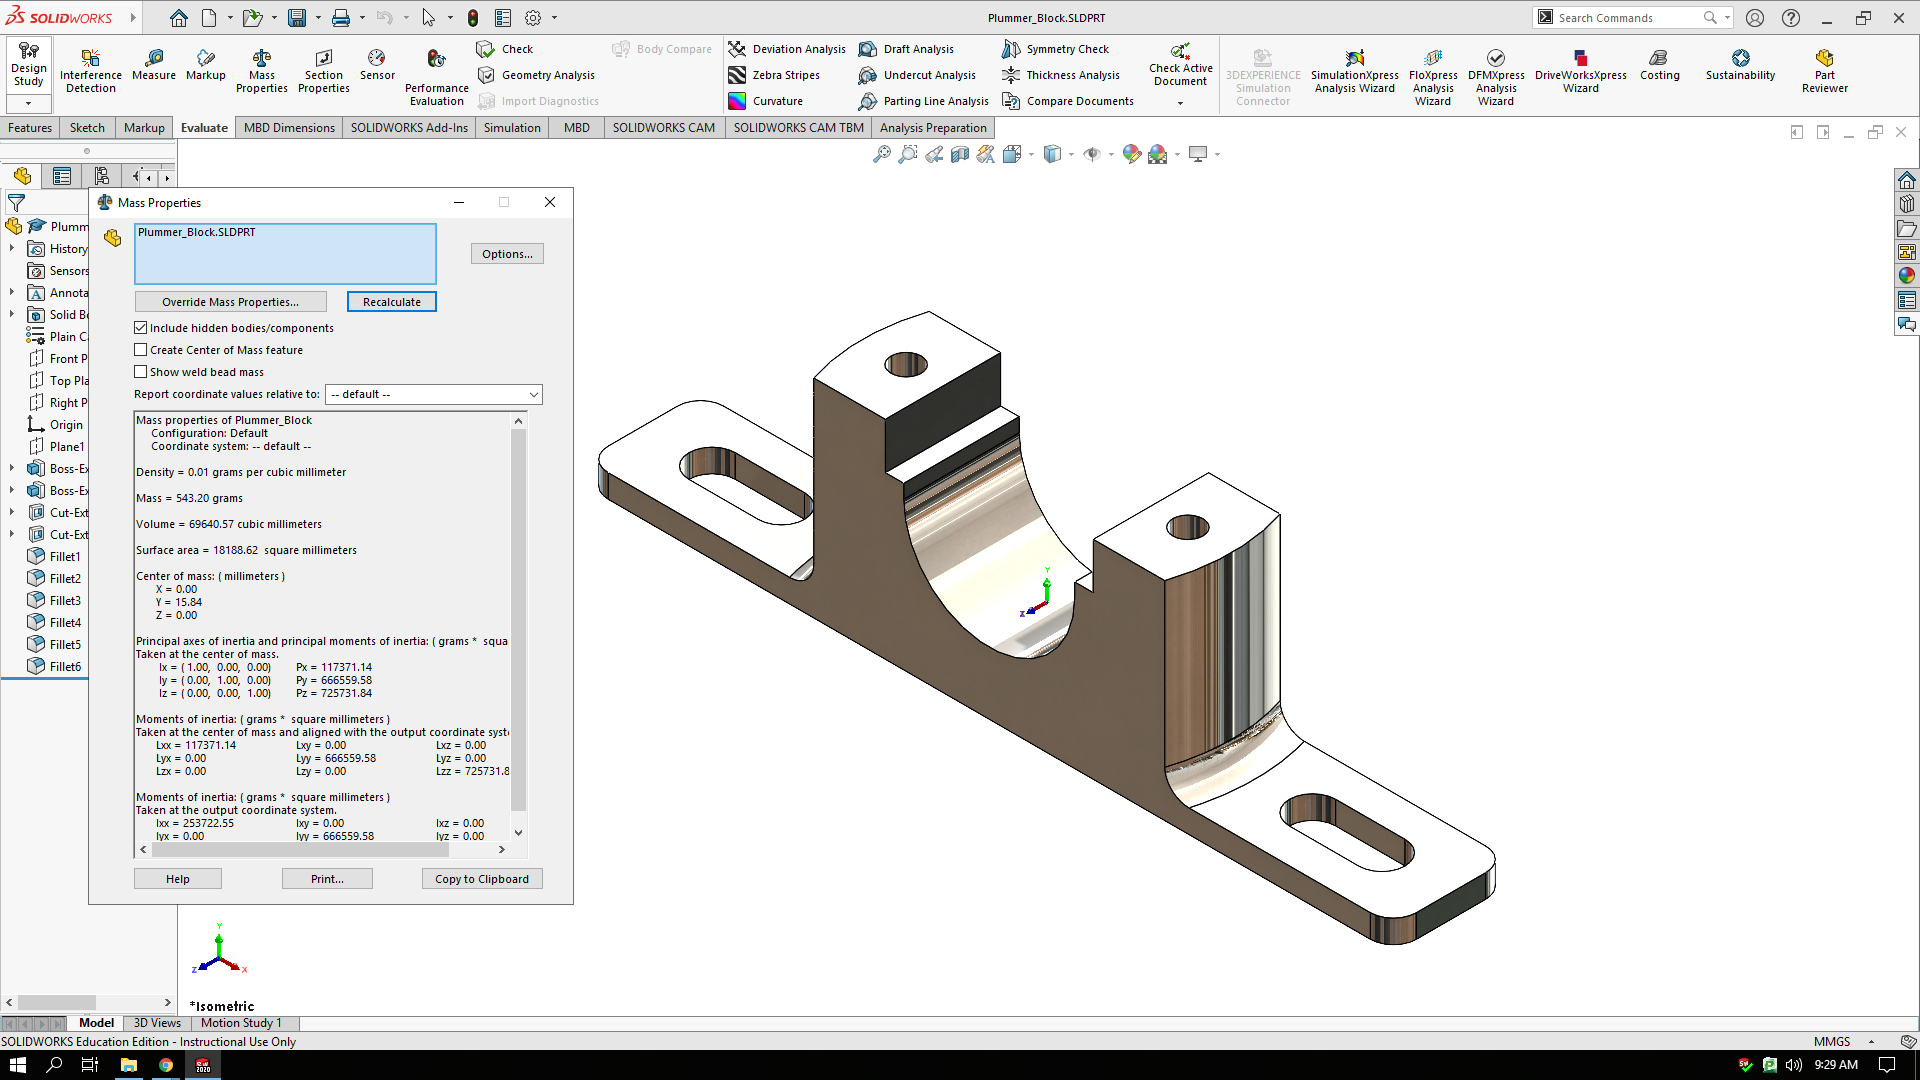 SOLIDWORKS
Plummer_Block.SLDPRT
Search Commands
Design Study
Interference Detection
Measure
Markup
Mass Properties
Section Properties
Sensor
Performance Evaluation
Check
Geometry Analysis
Import Diagnostics
Body Compare
Deviation Analysis
Zebra Stripes
Curvature
Draft Analysis
Undercut Analysis
Parting Line Analysis
Symmetry Check
Thickness Analysis
Compare Documents
Check Active Document
3DEXPERIENCE Simulation Connector
SimulationXpress Analysis Wizard
FloXpress Analysis Wizard
DFMXpress Analysis Wizard
DriveWorksXpress Wizard
Costing
Sustainability
Part Reviewer
Features
Sketch
Markup
Evaluate
MBD Dimensions
SOLIDWORKS Add-Ins
Simulation
MBD
SOLIDWORKS CAM
SOLIDWORKS CAM TBM
Analysis Preparation
Plumm
History
Sensors
Annota
Solid Bo
Plain Ca
Front P
Top Pla
Right P
Origin
Plane1
Boss-Ex
Boss-Ex
Cut-Ext
Cut-Ext
Fillet1
Fillet2
Fillet3
Fillet4
Fillet5
Fillet6
Mass Properties
Plummer_Block.SLDPRT
Options...
Override Mass Properties...
Recalculate
Include hidden bodies/components
Create Center of Mass feature
Show weld bead mass
Report coordinate values relative to: -- default --
Mass properties of Plummer_Block
Configuration: Default
Coordinate system: -- default --
Density = 0.01 grams per cubic millimeter
Mass = 543.20 grams
Volume = 69640.57 cubic millimeters
Surface area = 18188.62 square millimeters
Center of mass: ( millimeters )
X = 0.00
Y = 15.84
Z = 0.00
Principal axes of inertia and principal moments of inertia: ( grams * squa
Taken at the center of mass.
Ix = ( 1.00, 0.00, 0.00) Px = 117371.14
Iy = ( 0.00, 1.00, 0.00) Py = 666559.58
Iz = ( 0.00, 0.00, 1.00) Pz = 725731.84
Moments of inertia: ( grams * square millimeters )
Taken at the center of mass and aligned with the output coordinate syste
Lxx = 117371.14 Lxy = 0.00 Lxz = 0.00
Lyx = 0.00 Lyy = 666559.58 Lyz = 0.00
Lzx = 0.00 Lzy = 0.00 Lzz = 725731.8
Moments of inertia: ( grams * square millimeters )
Taken at the output coordinate system.
Ixx = 253722.55 Ixy = 0.00 Ixz = 0.00
Iyx = 0.00 Iyy = 666559.58 Iyz = 0.00
Help
Print...
Copy to Clipboard
Y
Z
Y
Z X
*Isometric
Model
3D Views
Motion Study 1
SOLIDWORKS Education Edition - Instructional Use Only
MMGS
SW 2020
9:29 AM